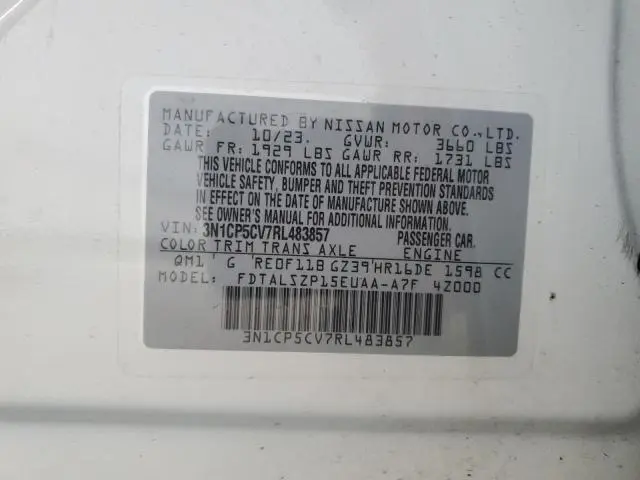 MANUFACTURED BY NISSAN MOTOR CO.,LTD.
DATE: 10/23. GVWR: 3660 LBS
GAWR FR: 1929 LBS GAWR RR: 1731 LBS
THIS VEHICLE CONFORMS TO ALL APPLICABLE FEDERAL MOTOR
VEHICLE SAFETY, BUMPER AND THEFT PREVENTION STANDARDS
IN EFFECT ON THE DATE OF MANUFACTURE SHOWN ABOVE.
SEE OWNER'S MANUAL FOR ADDITIONAL INFORMATION.
VIN: 3N1CP5CV7RL483857 PASSENGER CAR.
COLOR TRIM TRANS AXLE ENGINE
QM1 G RE0F11B GZ39 HR16DE 1598 CC
MODEL: FDTALSZP15EUAA-A7F 4Z000
3N1CP5CV7RL483857